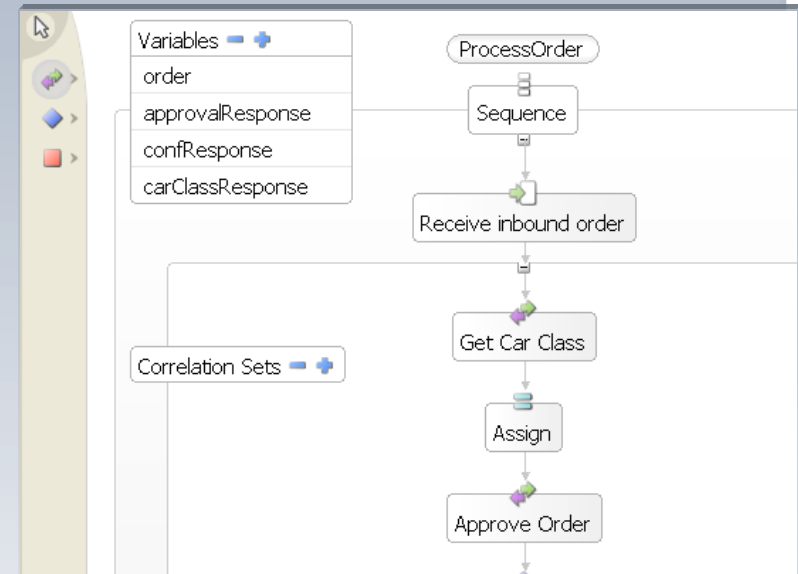 Variables
order
approvalResponse
confResponse
carClassResponse
Correlation Sets
ProcessOrder
Sequence
Receive inbound order
Get Car Class
Assign
Approve Order